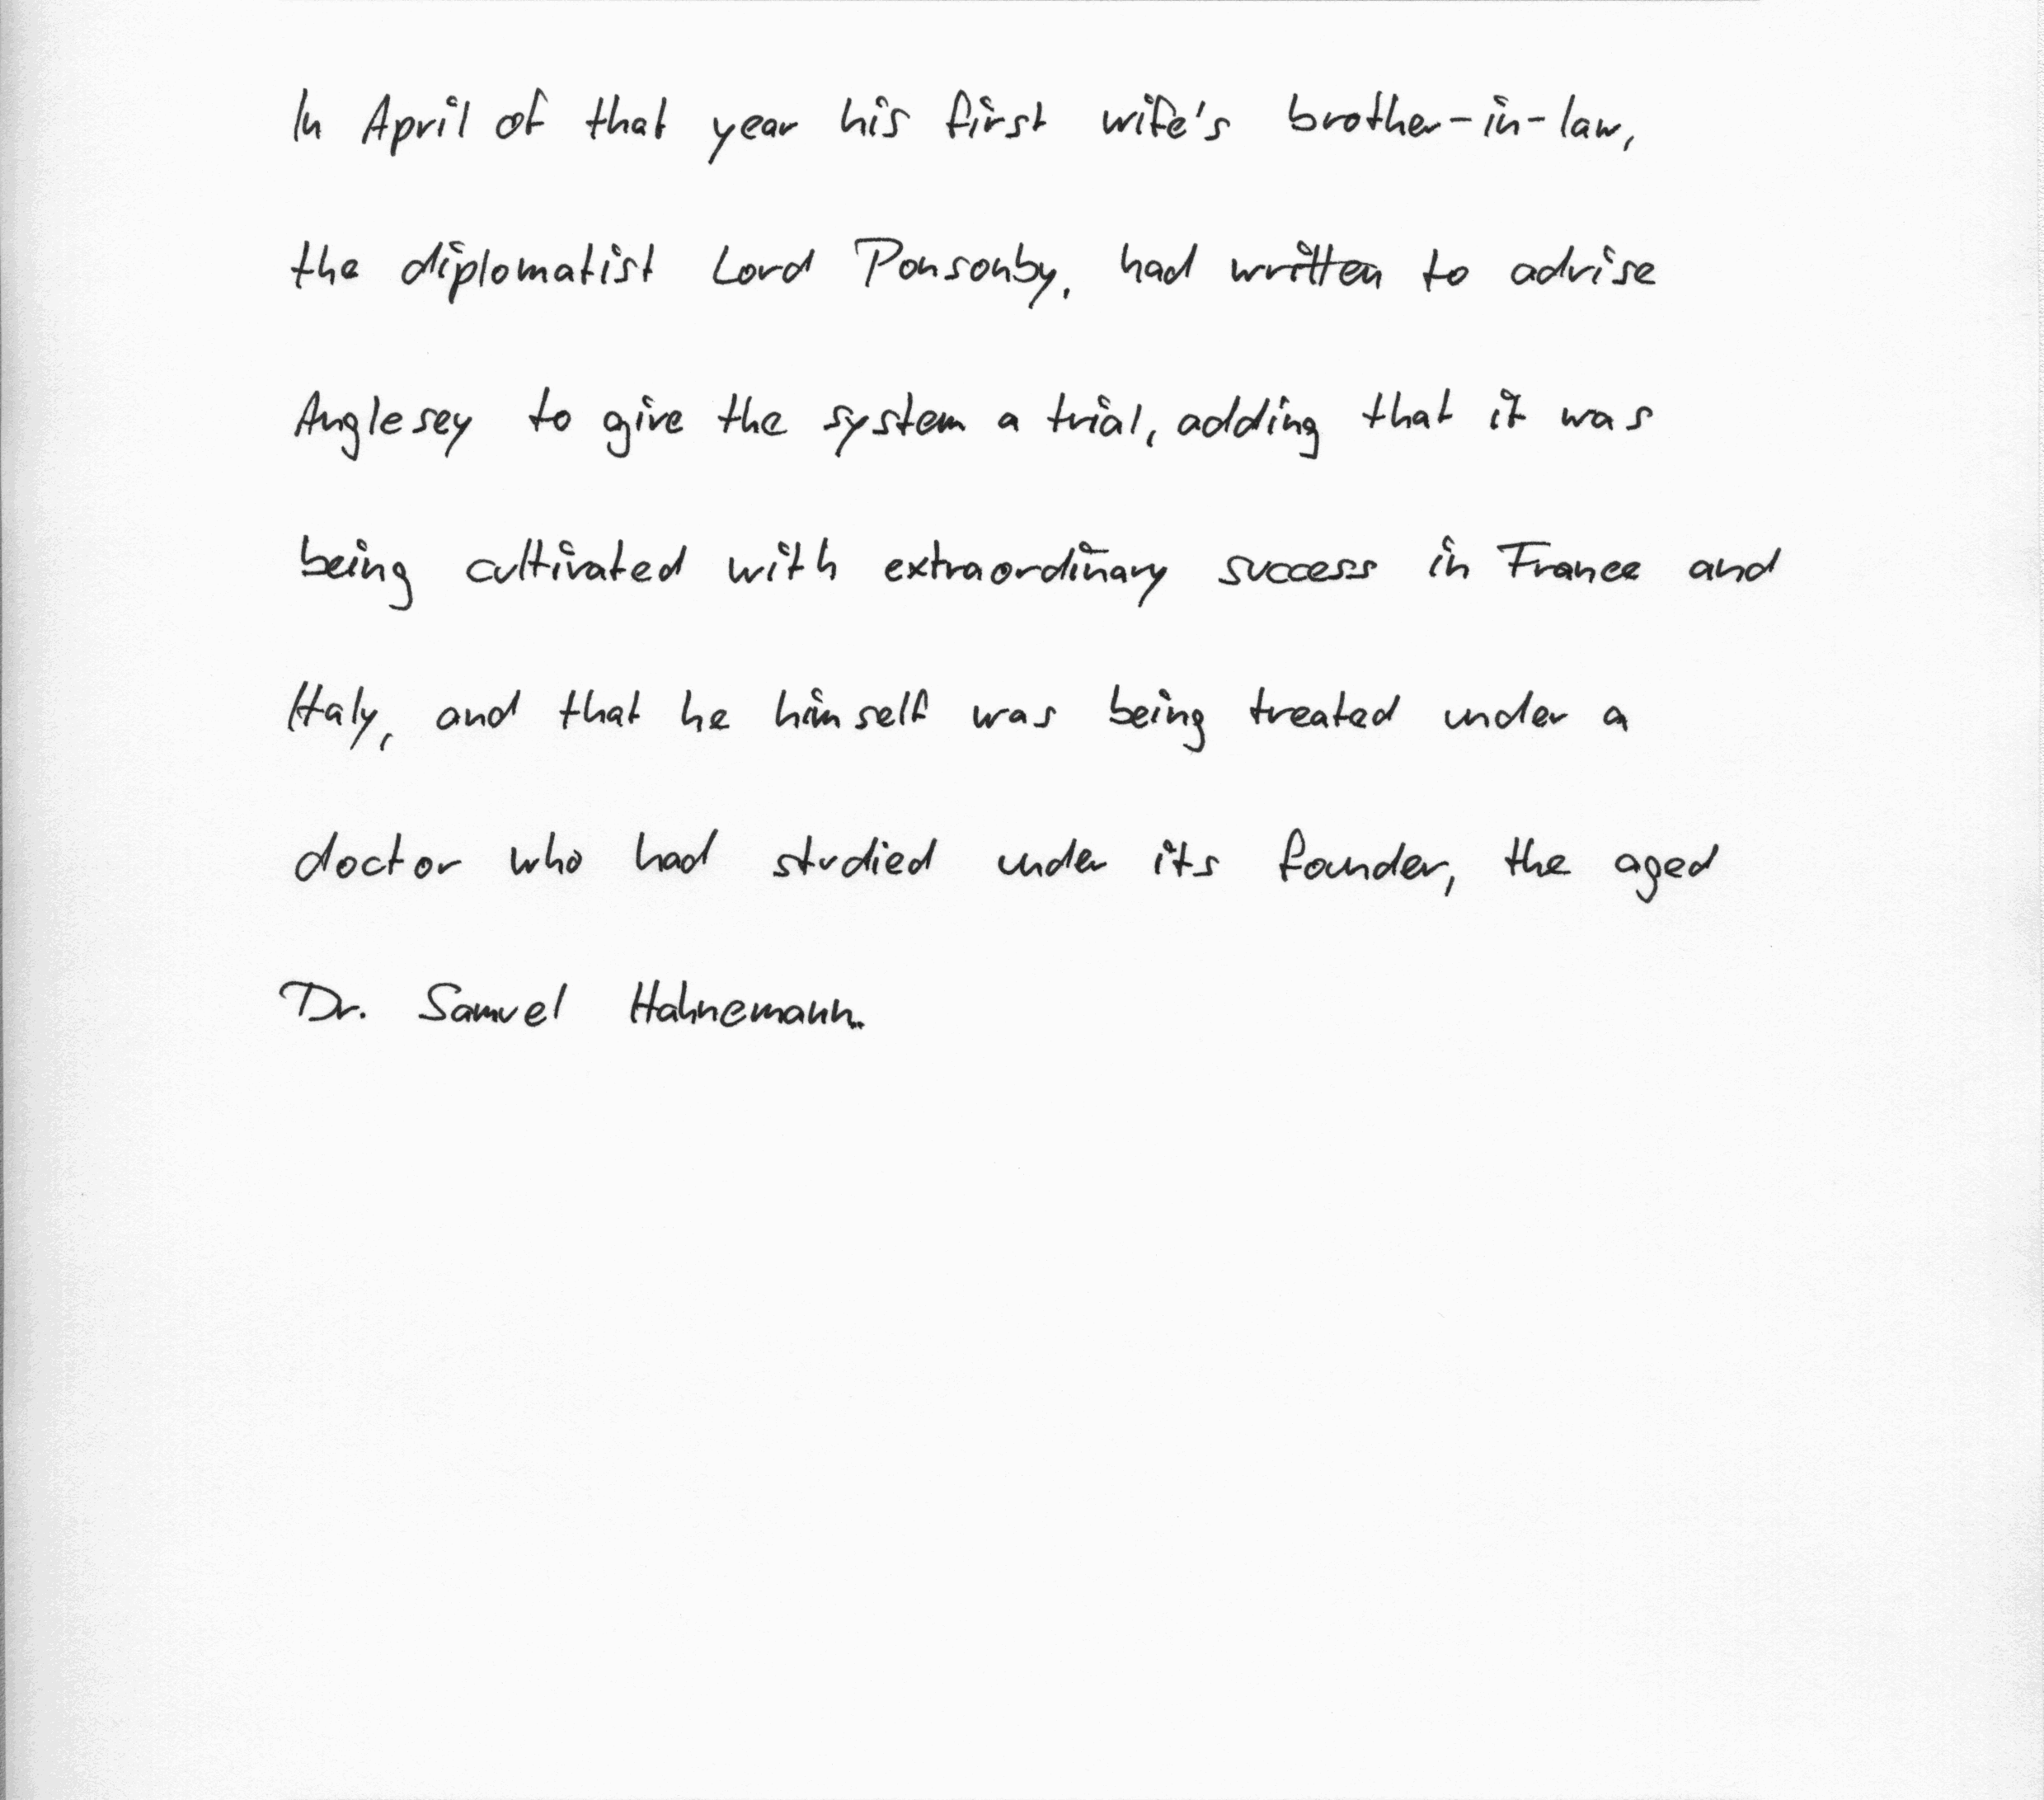 In April of that year his first wife's brother-in-law,
the diplomatist Lord Ponsonby, had written to advise
Anglesey to give the system a trial, adding that it was
being cultivated with extraordinary success in France and
Italy, and that he himself was being treated under a
doctor who had studied under its founder, the aged
Dr. Samuel Hahnemann.